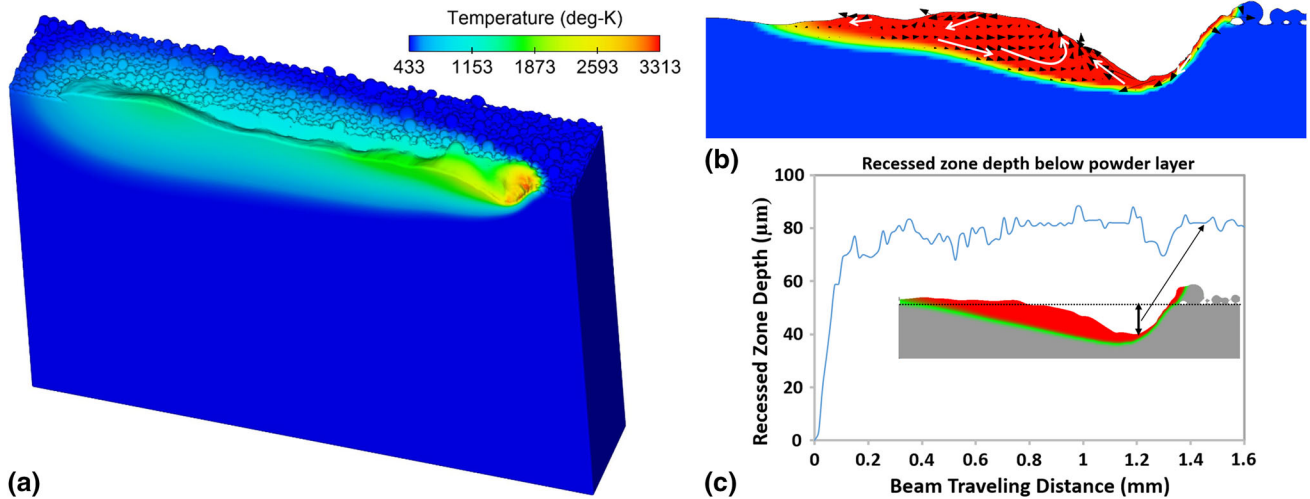 Temperature (deg-K)
433 1153 1873 2593 3313
(a)
(b)
Recessed zone depth below powder layer
Recessed Zone Depth (µm)
100
80
60
40
20
0
0 0.2 0.4 0.6 0.8 1 1.2 1.4 1.6
Beam Traveling Distance (mm)
(c)